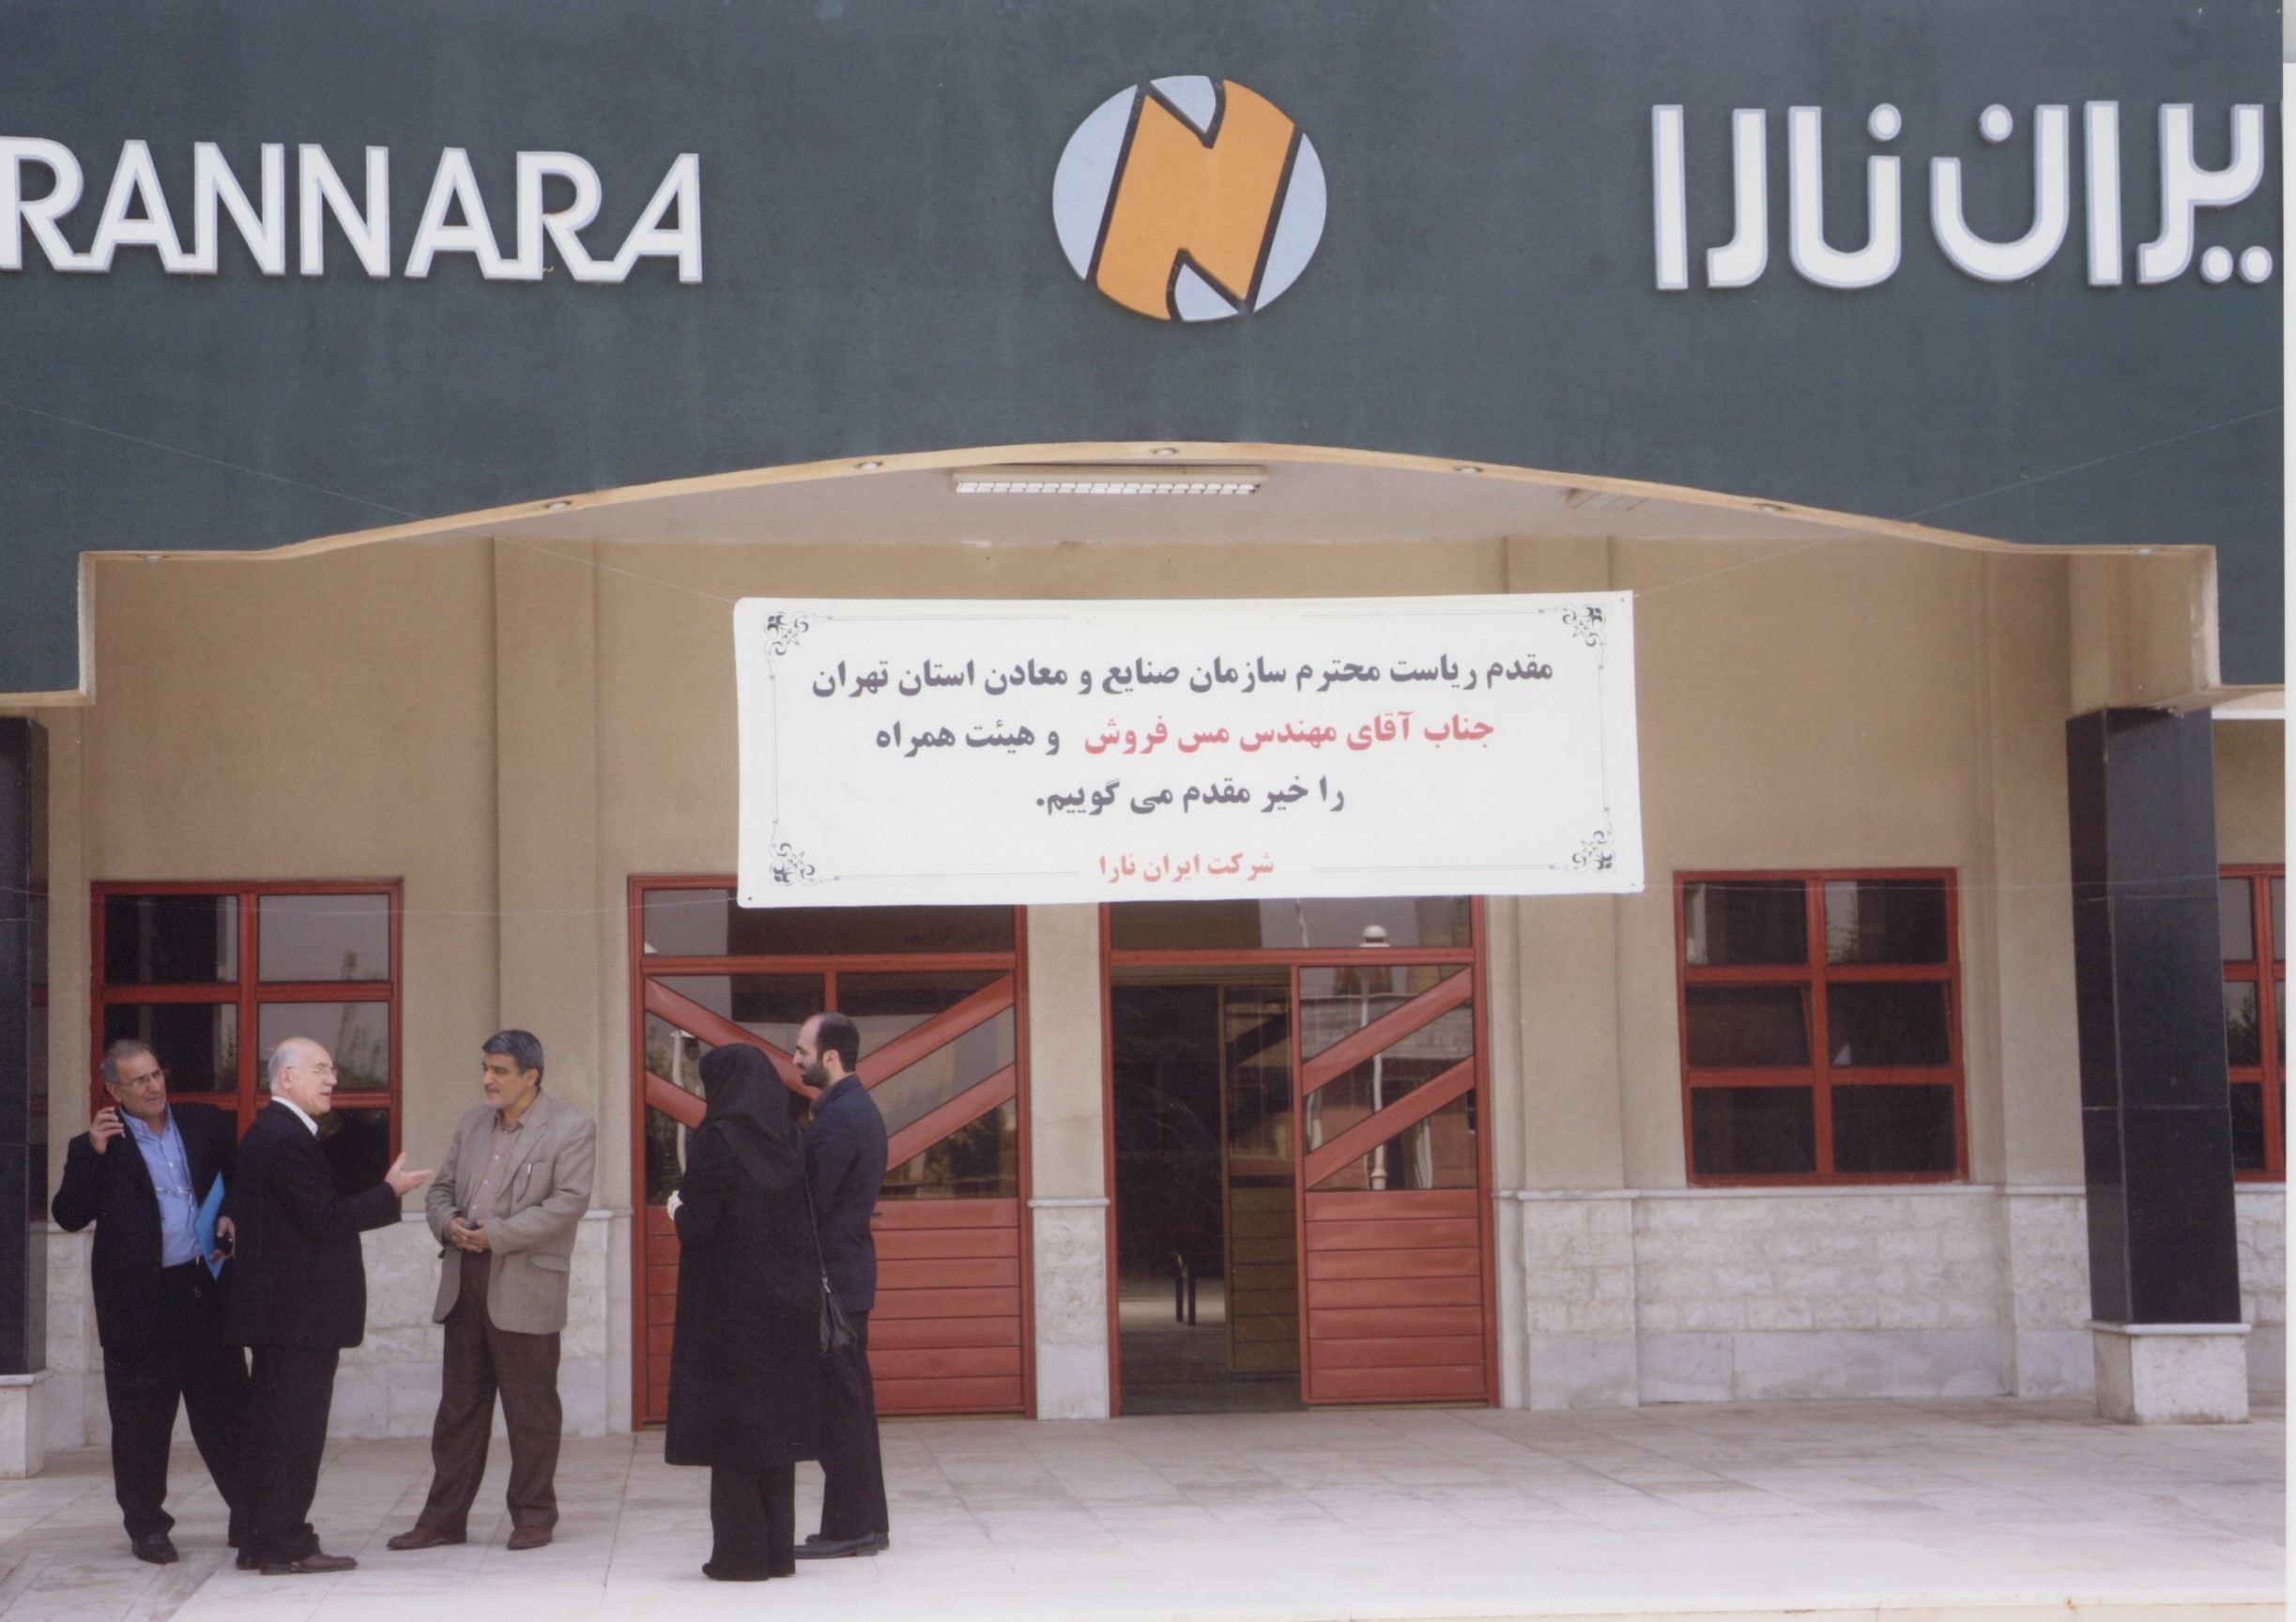 RANNARA
یران نارا
مقدم ریاست محترم سازمان صنایع و معادن استان تهران
جناب آقای مهندس مس فروش و هیئت همراه
را خیر مقدم می گوییم.
شرکت ایران نارا